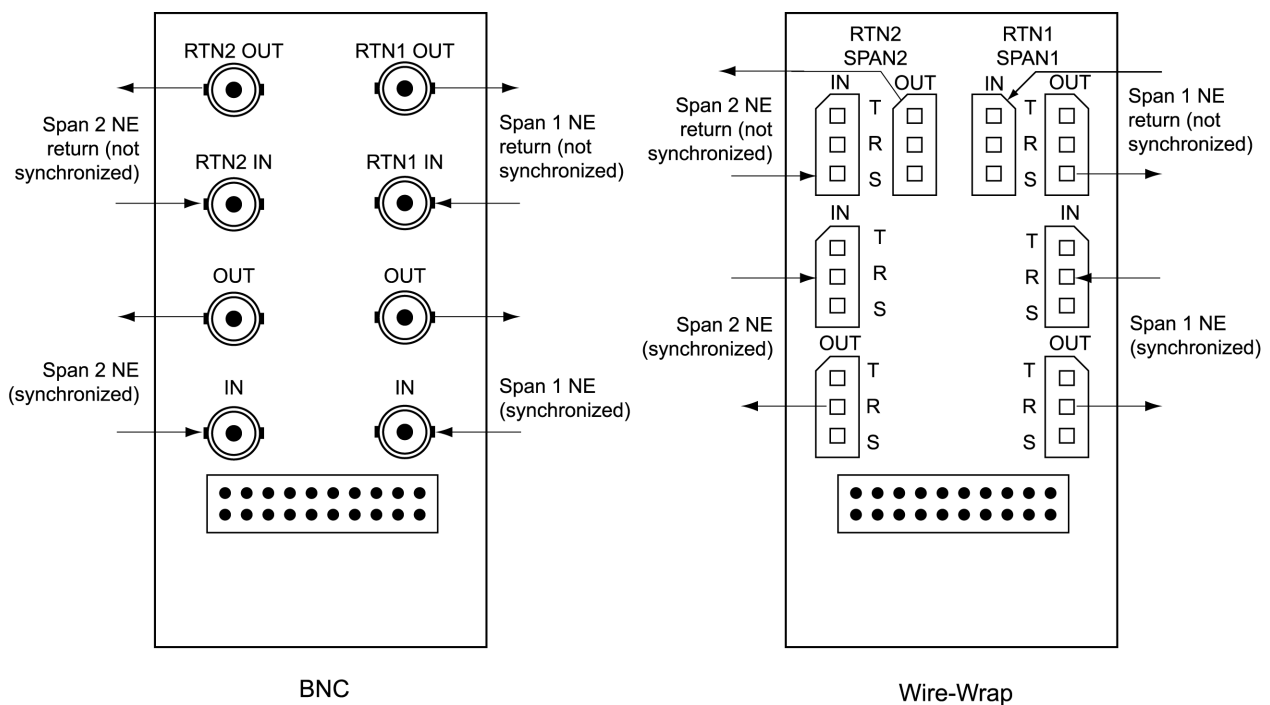 RTN2 OUT
RTN1 OUT
Span 2 NE
return (not
synchronized)
Span 1 NE
return (not
synchronized)
RTN2 IN
RTN1 IN
OUT
OUT
Span 2 NE
(synchronized)
IN
IN
Span 1 NE
(synchronized)
BNC
RTN2
SPAN2
RTN1
SPAN1
IN
OUT
IN
OUT
Span 2 NE
return (not
synchronized)
T
R
S
T
R
S
Span 1 NE
return (not
synchronized)
IN
T
R
S
IN
T
R
S
Span 2 NE
(synchronized)
Span 1 NE
(synchronized)
OUT
T
R
S
OUT
T
R
S
Wire-Wrap